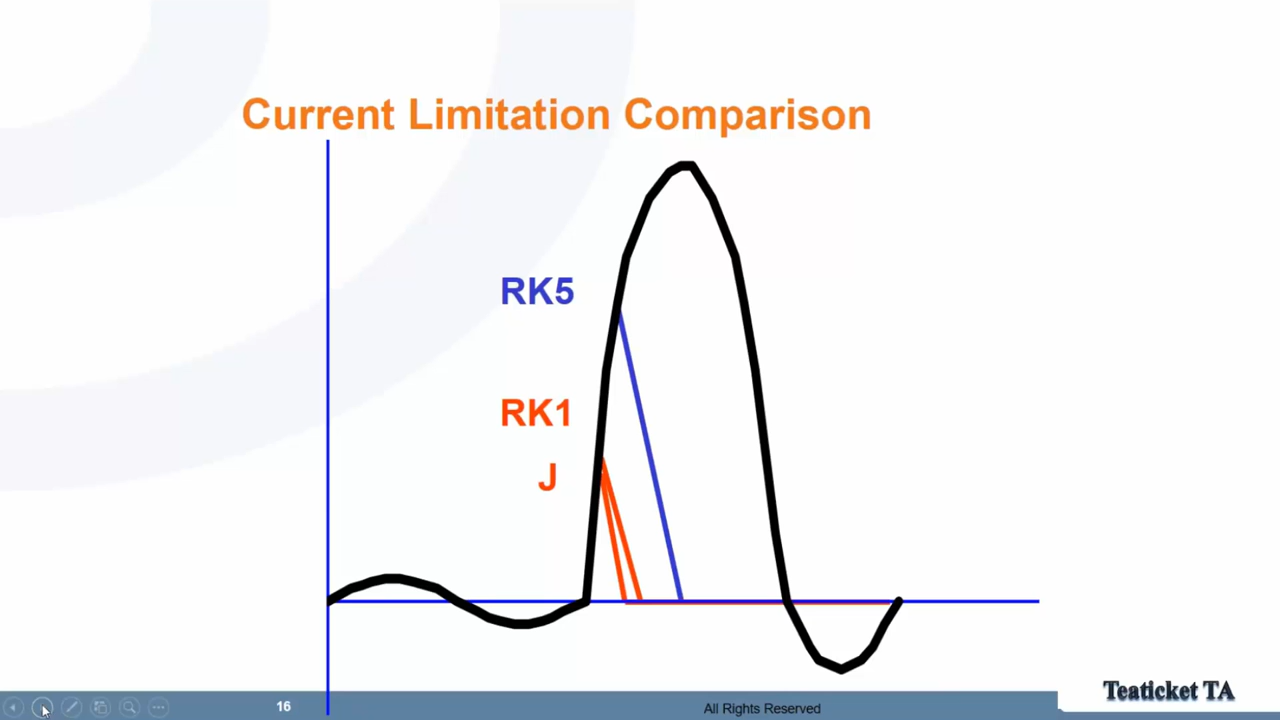 Current Limitation Comparison
RK5
RK1
J
16
All Rights Reserved
Teaticket TA